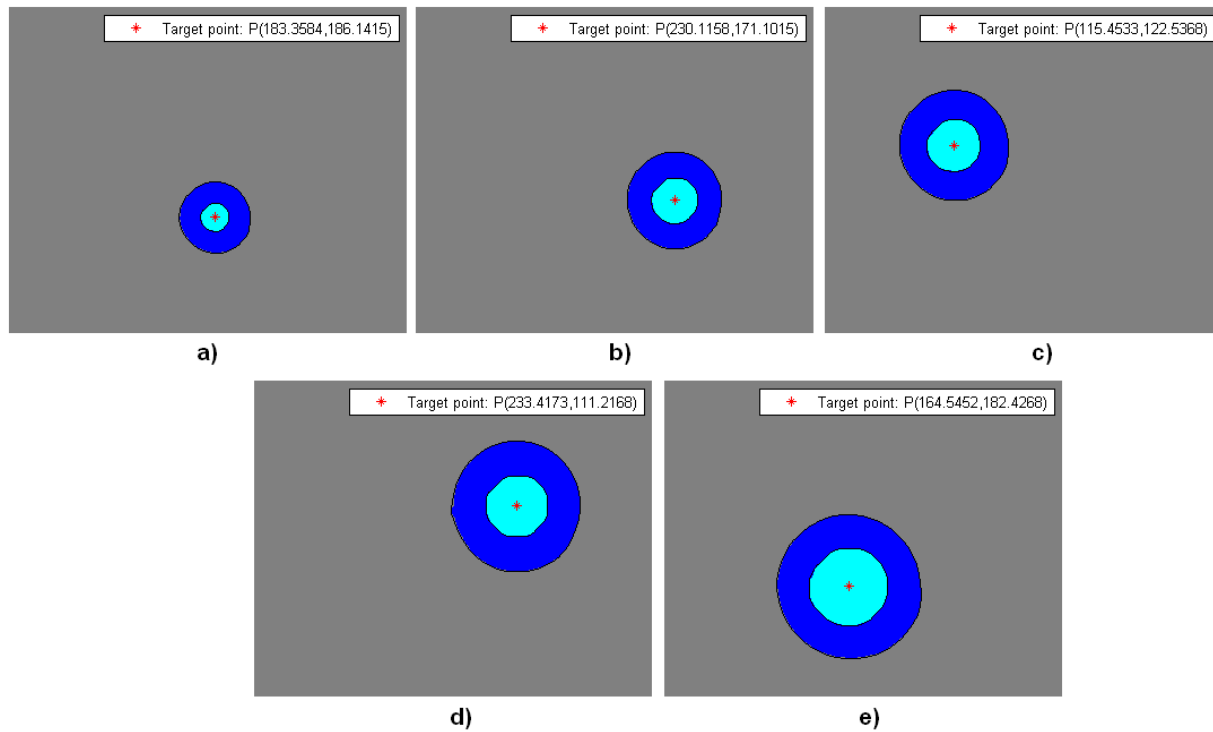 Target point: P(183.3584,186.1415)
Target point: P(230.1158,171.1015)
Target point: P(115.4533,122.5368)
a)
b)
c)
Target point: P(233.4173,111.2168)
Target point: P(164.5452,182.4268)
d)
e)